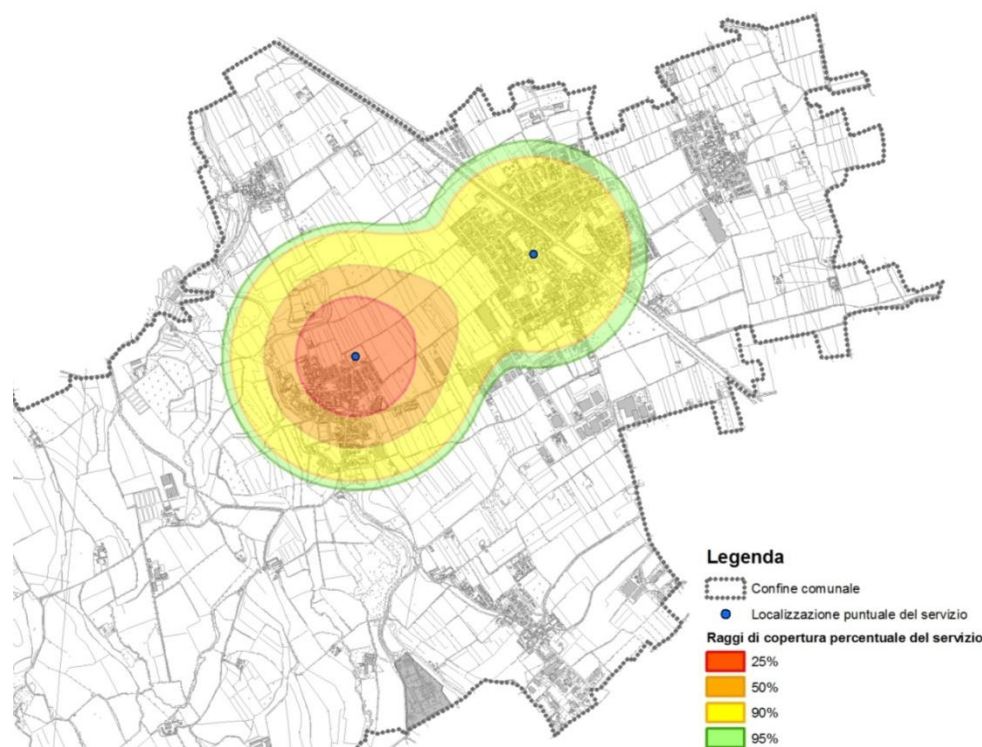 Legenda
Confine comunale
Localizzazione puntuale del servizio
Raggi di copertura percentuale del servizio
25%
50%
90%
95%